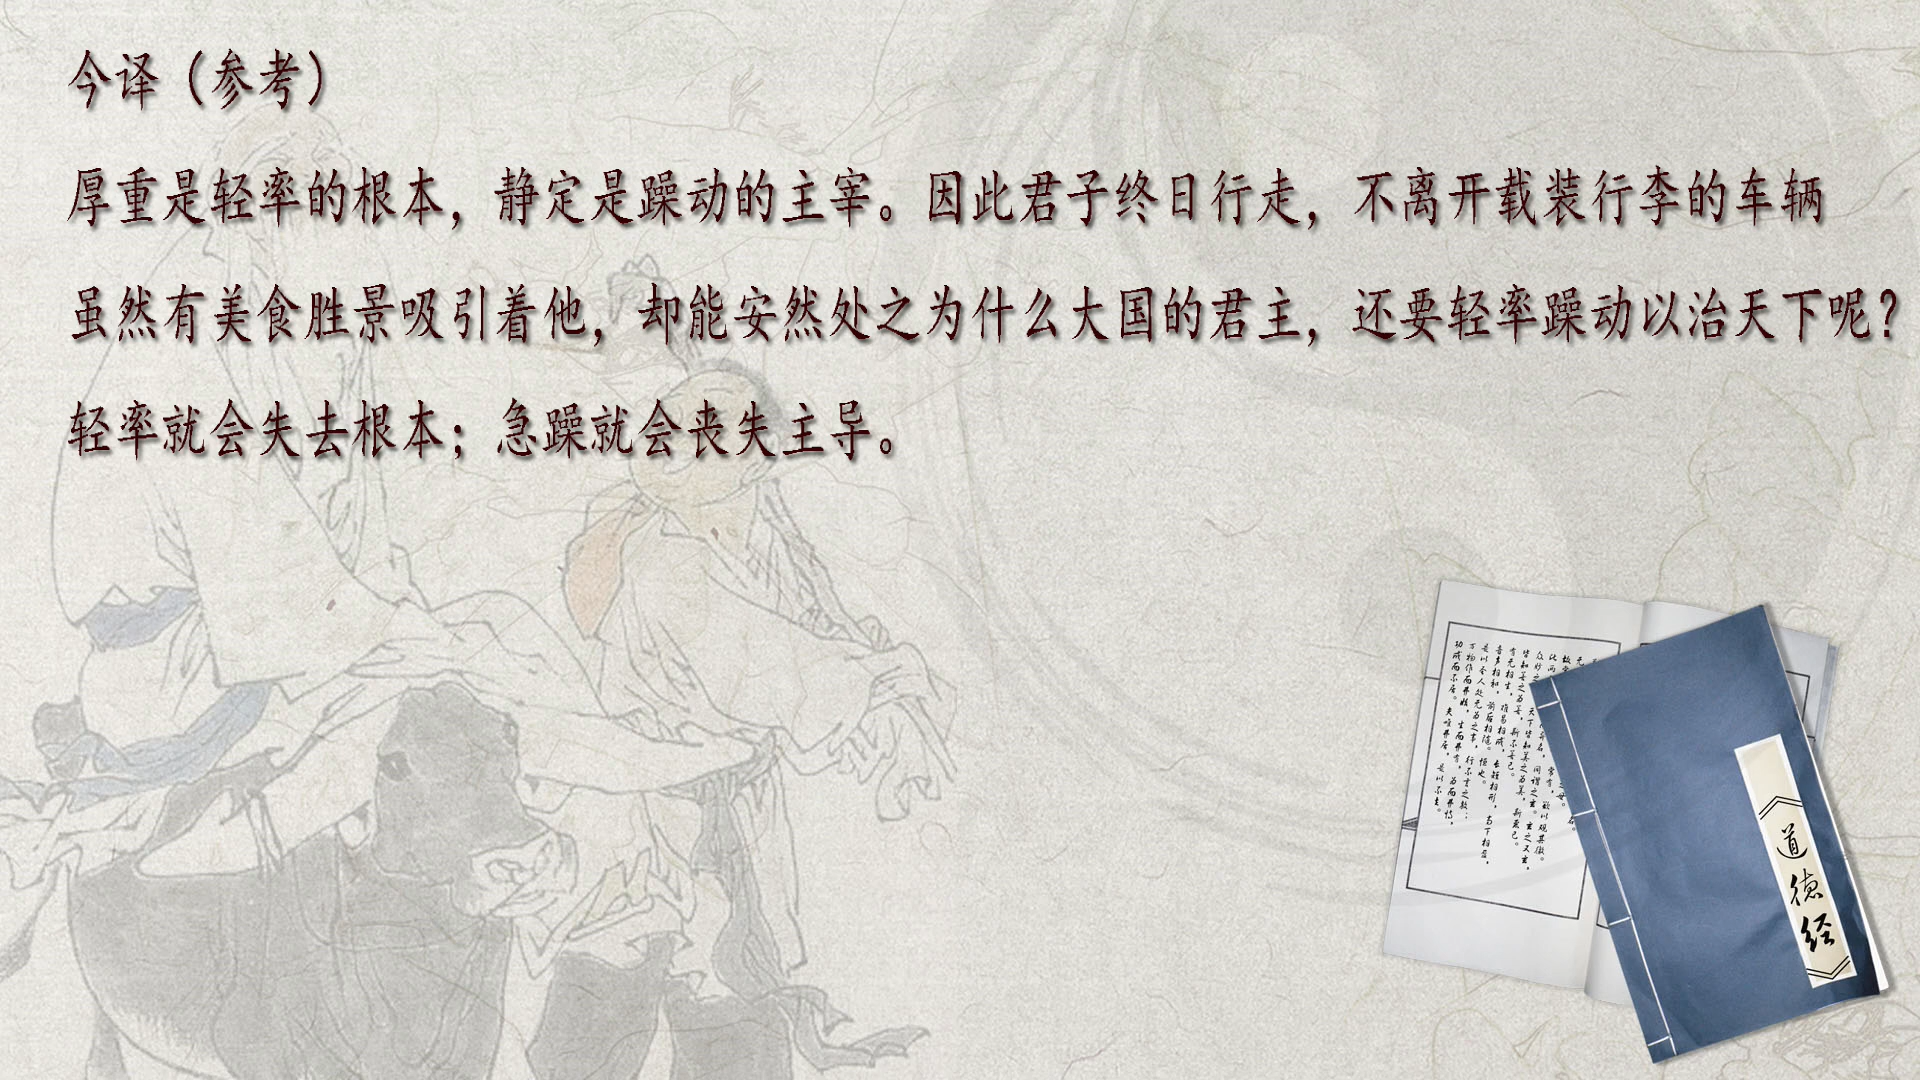 今译（参考）
厚重是轻率的根本，静定是躁动的主宰。因此君子终日行走，不离开载装行李的车辆
虽然有美食胜景吸引着他，却能安然处之为什么大国的君主，还要轻率躁动以治天下呢？
轻率就会失去根本；急躁就会丧失主导。
道德经